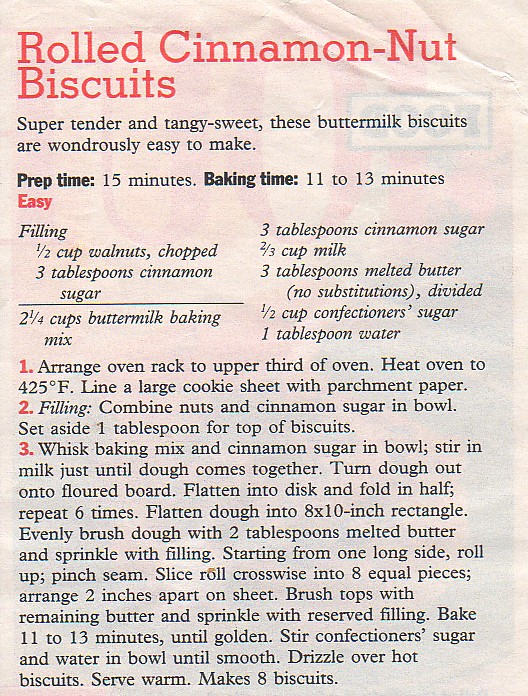 Rolled Cinnamon-Nut
Biscuits
Super tender and tangy-sweet, these buttermilk biscuits
are wondrously easy to make.
Prep time: 15 minutes. Baking time: 11 to 13 minutes
Easy
Filling
½ cup walnuts, chopped
3 tablespoons cinnamon
sugar
2¼ cups buttermilk baking
mix
3 tablespoons cinnamon sugar
⅔ cup milk
3 tablespoons melted butter
(no substitutions), divided
½ cup confectioners' sugar
1 tablespoon water
1. Arrange oven rack to upper third of oven. Heat oven to
425°F. Line a large cookie sheet with parchment paper.
2. Filling: Combine nuts and cinnamon sugar in bowl.
Set aside 1 tablespoon for top of biscuits.
3. Whisk baking mix and cinnamon sugar in bowl; stir in
milk just until dough comes together. Turn dough out
onto floured board. Flatten into disk and fold in half;
repeat 6 times. Flatten dough into 8x10-inch rectangle.
Evenly brush dough with 2 tablespoons melted butter
and sprinkle with filling. Starting from one long side, roll
up; pinch seam. Slice roll crosswise into 8 equal pieces;
arrange 2 inches apart on sheet. Brush tops with
remaining butter and sprinkle with reserved filling. Bake
11 to 13 minutes, until golden. Stir confectioners' sugar
and water in bowl until smooth. Drizzle over hot
biscuits. Serve warm. Makes 8 biscuits.